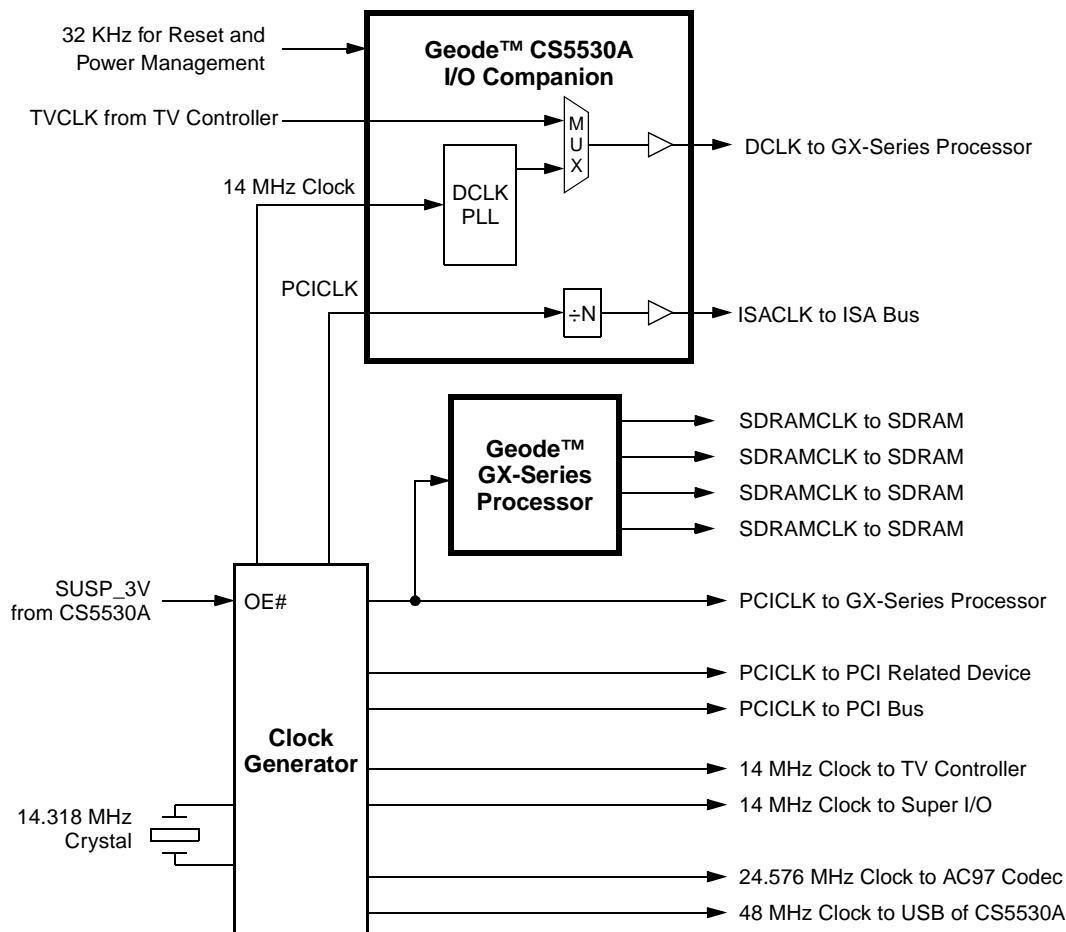 32 KHz for Reset and
Power Management
Geode™ CS5530A
I/O Companion
TVCLK from TV Controller
M
U
X
DCLK to GX-Series Processor
14 MHz Clock
DCLK
PLL
PCICLK
÷N
ISACLK to ISA Bus
Geode™
GX-Series
Processor
SDRAMCLK to SDRAM
SDRAMCLK to SDRAM
SDRAMCLK to SDRAM
SDRAMCLK to SDRAM
SUSP_3V
from CS5530A
OE#
PCICLK to GX-Series Processor
PCICLK to PCI Related Device
PCICLK to PCI Bus
Clock
Generator
14 MHz Clock to TV Controller
14 MHz Clock to Super I/O
14.318 MHz
Crystal
24.576 MHz Clock to AC97 Codec
48 MHz Clock to USB of CS5530A